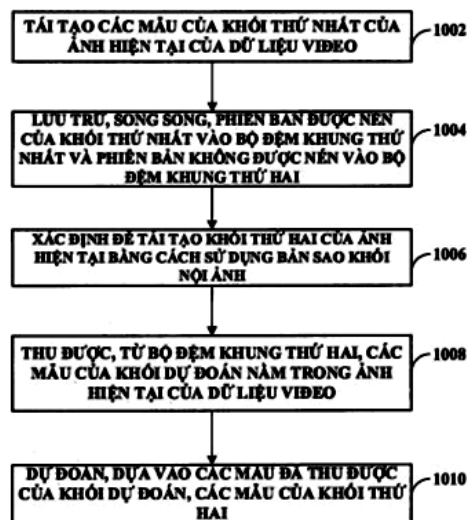 TÁI TẠO CÁC MẪU CỦA KHỐI THỨ NHẤT CỦA
ẢNH HIỆN TẠI CỦA DỮ LIỆU VIDEO
1002
LƯU TRỮ, SONG SONG, PHIÊN BẢN ĐƯỢC NÉN
CỦA KHỐI THỨ NHẤT VÀO BỘ ĐỆM KHUNG THỨ
NHẤT VÀ PHIÊN BẢN KHÔNG ĐƯỢC NÉN VÀO BỘ
ĐỆM KHUNG THỨ HAI
1004
XÁC ĐỊNH ĐỂ TÁI TẠO KHỐI THỨ HAI CỦA ẢNH
HIỆN TẠI BẰNG CÁCH SỬ DỤNG BẢN SAO KHỐI
NỘI ẢNH
1006
THU ĐƯỢC, TỪ BỘ ĐỆM KHUNG THỨ HAI, CÁC
MẪU CỦA KHỐI DỰ ĐOÁN NẰM TRONG ẢNH
HIỆN TẠI CỦA DỮ LIỆU VIDEO
1008
DỰ ĐOÁN, DỰA VÀO CÁC MẪU ĐÃ THU ĐƯỢC
CỦA KHỐI DỰ ĐOÁN, CÁC MẪU CỦA KHỐI THỨ
HAI
1010